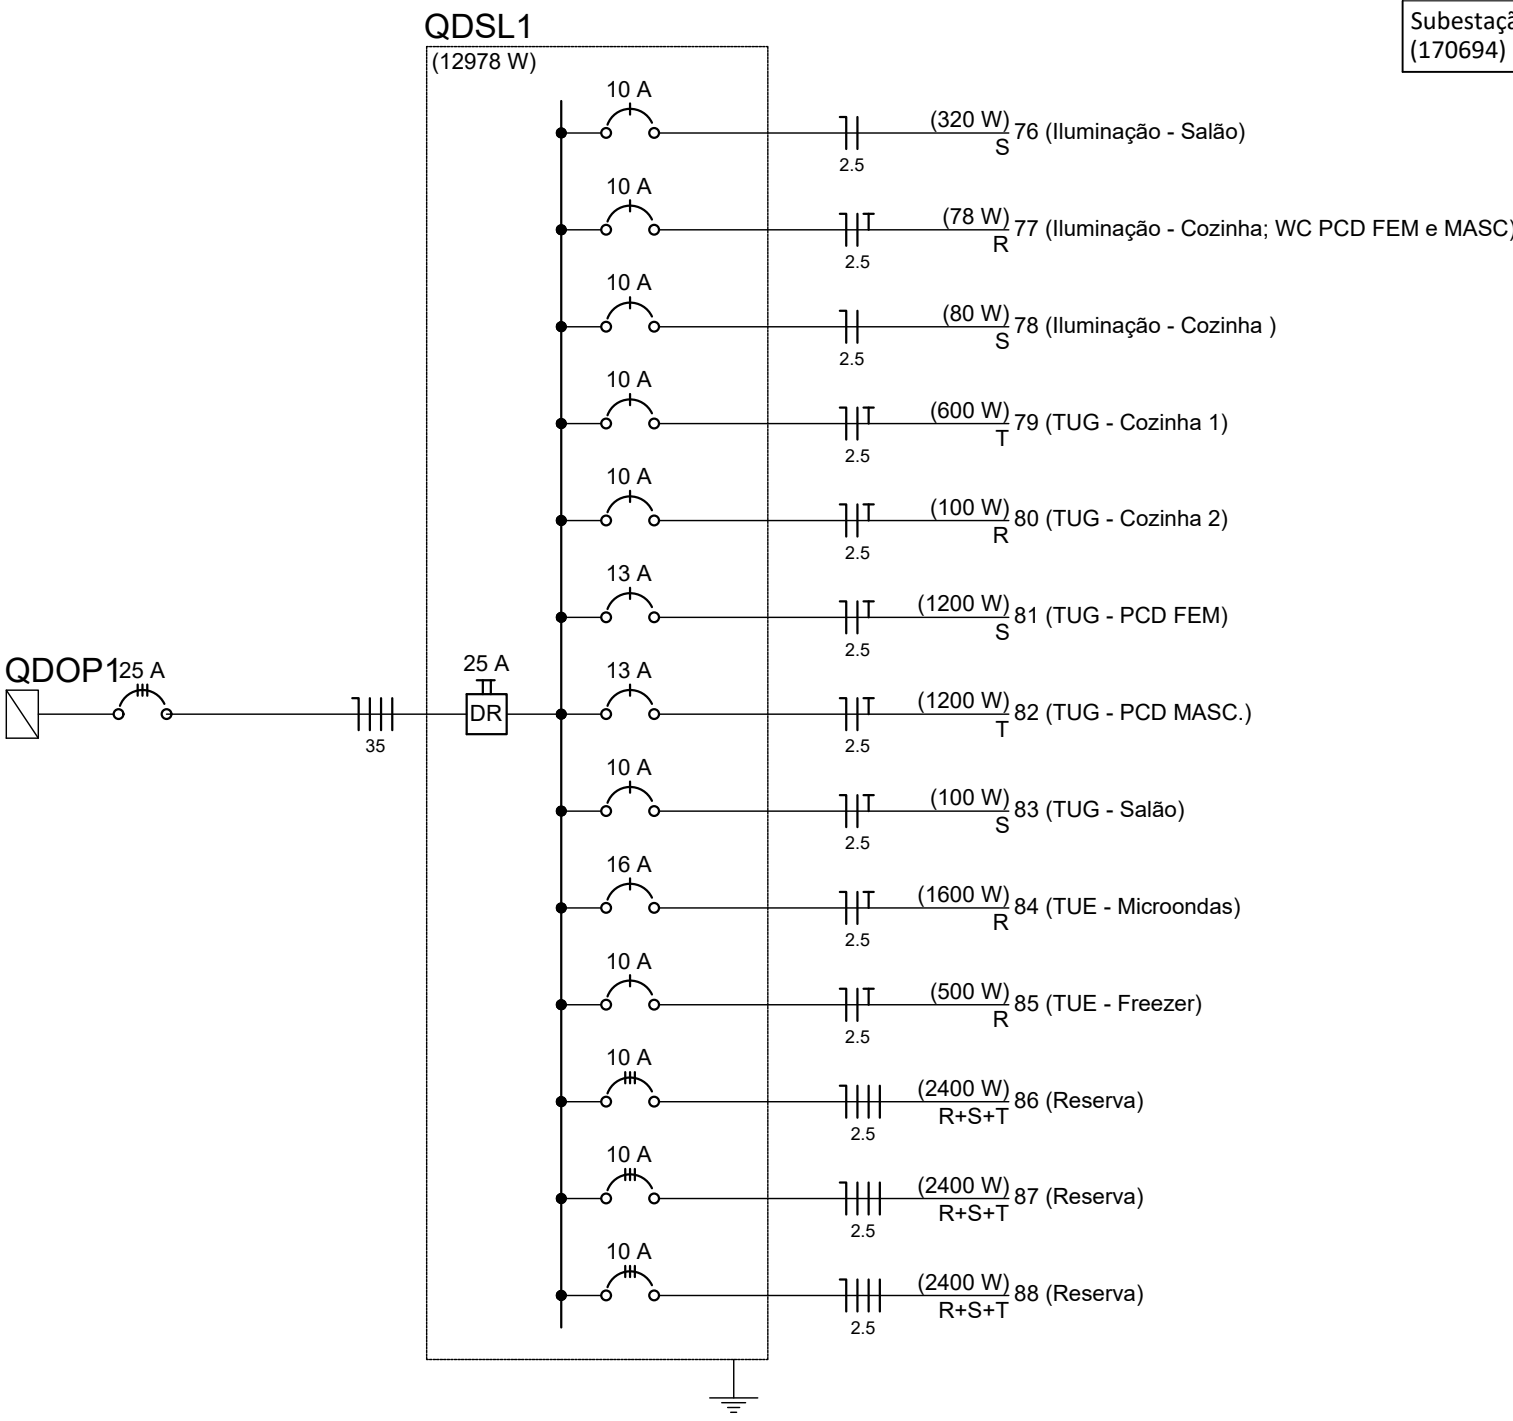 QDSL1
(12978 W)
Subestaçã
(170694)
10 A
(320 W)
76 (Iluminação - Salão)
S
2.5
10 A
(78 W)
77 (Iluminação - Cozinha; WC PCD FEM e MASC)
R
2.5
10 A
(80 W)
78 (Iluminação - Cozinha )
S
2.5
10 A
(600 W)
79 (TUG - Cozinha 1)
T
2.5
10 A
(100 W)
80 (TUG - Cozinha 2)
R
2.5
13 A
(1200 W)
81 (TUG - PCD FEM)
S
2.5
QDOP1
25 A
35
25 A
DR
13 A
(1200 W)
82 (TUG - PCD MASC.)
T
2.5
10 A
(100 W)
83 (TUG - Salão)
S
2.5
16 A
(1600 W)
84 (TUE - Microondas)
R
2.5
10 A
(500 W)
85 (TUE - Freezer)
R
2.5
10 A
(2400 W)
86 (Reserva)
R+S+T
2.5
10 A
(2400 W)
87 (Reserva)
R+S+T
2.5
10 A
(2400 W)
88 (Reserva)
R+S+T
2.5